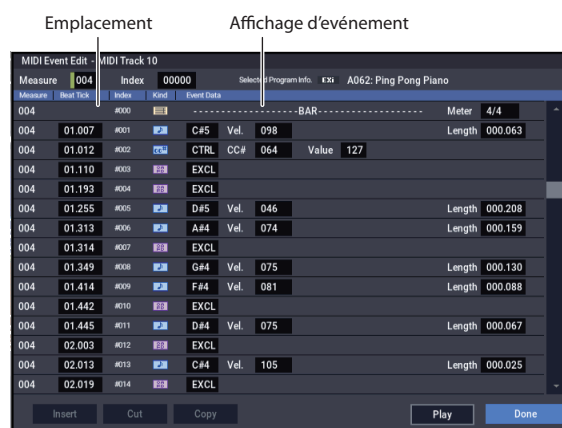 Emplacement Affichage d'evénement
MIDI Event Edit - MIDI Track 10
Measure 004 Index 00000 Selected Program Info. EXi A062: Ping Pong Piano
Measure Beat Tick Index Kind Event Data
004 #000 ---------------------BAR--------------------- Meter 4/4
004 01.007 #001 C#5 Vel. 098 Length 000.063
004 01.012 #002 CTRL CC# 064 Value 127
004 01.110 #003 EXCL
004 01.193 #004 EXCL
004 01.255 #005 D#5 Vel. 046 Length 000.208
004 01.313 #006 A#4 Vel. 074 Length 000.159
004 01.314 #007 EXCL
004 01.349 #008 G#4 Vel. 075 Length 000.130
004 01.414 #009 F#4 Vel. 081 Length 000.088
004 01.442 #010 EXCL
004 01.445 #011 D#4 Vel. 075 Length 000.067
004 02.003 #012 EXCL
004 02.013 #013 C#4 Vel. 105 Length 000.025
004 02.019 #014 EXCL
Insert Cut Copy Play Done